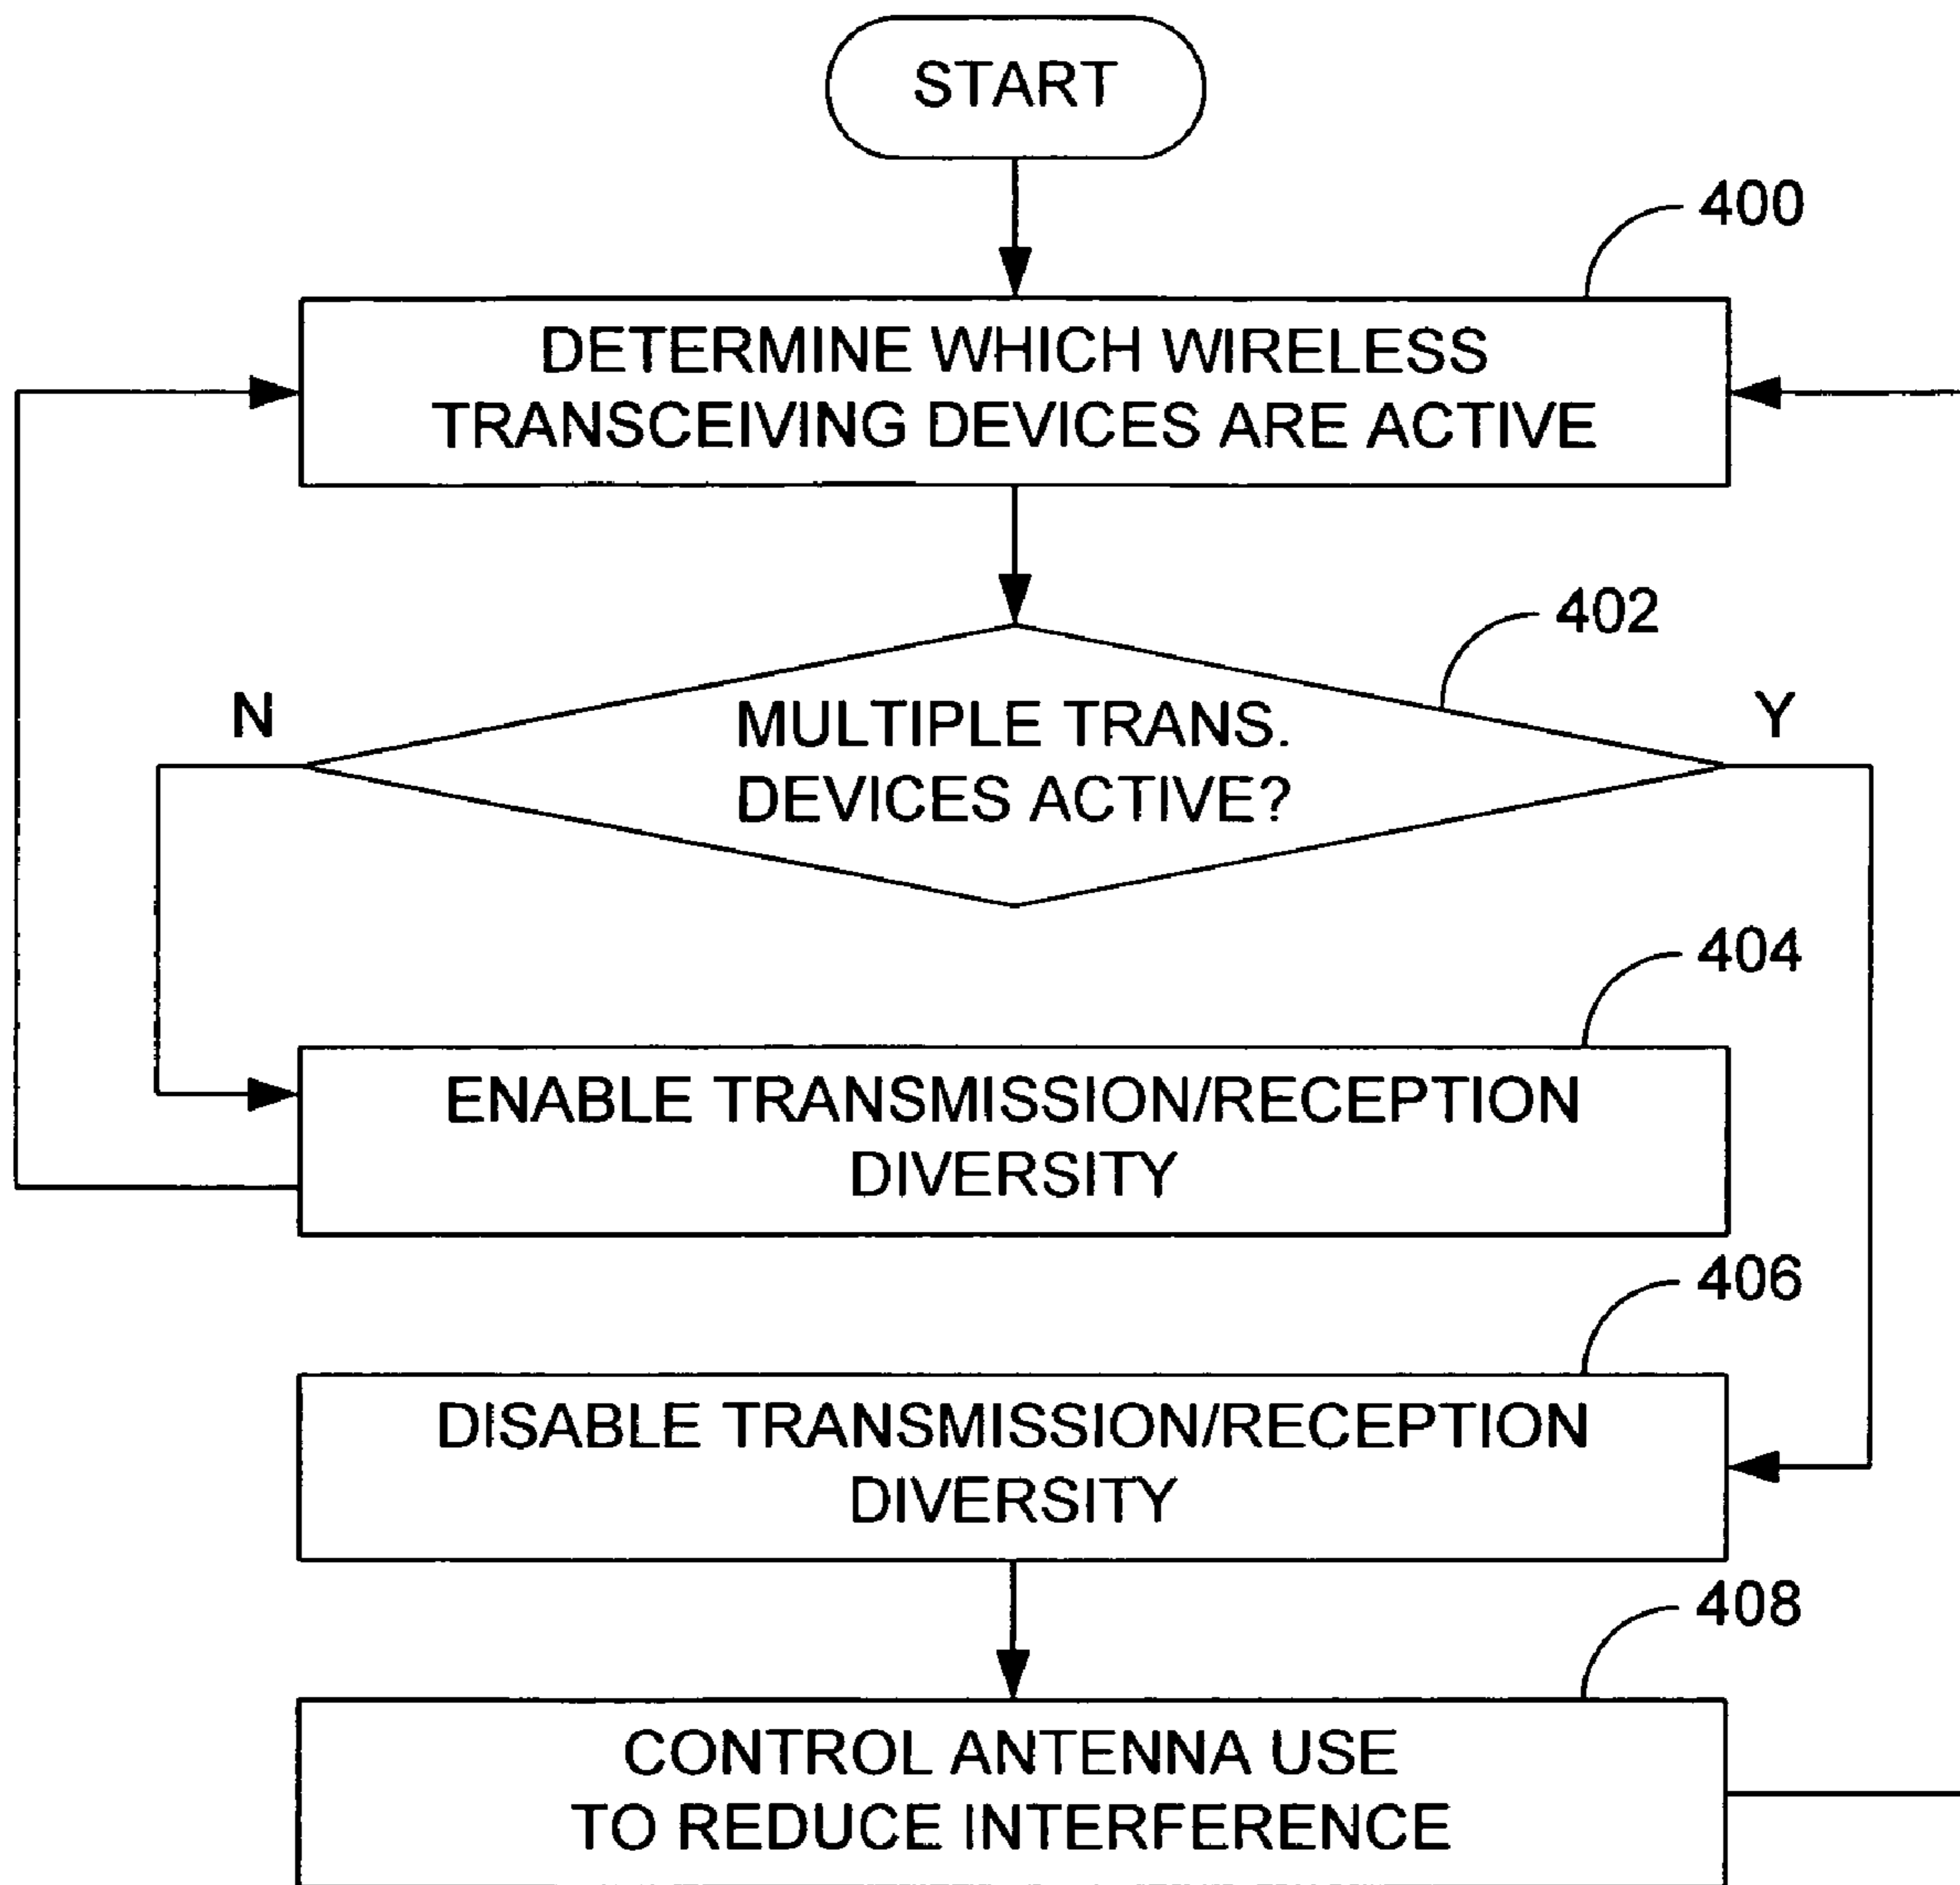 START
400
DETERMINE WHICH WIRELESS
TRANSCEIVING DEVICES ARE ACTIVE
402
N
MULTIPLE TRANS.
DEVICES ACTIVE?
Y
404
ENABLE TRANSMISSION/RECEPTION
DIVERSITY
406
DISABLE TRANSMISSION/RECEPTION
DIVERSITY
408
CONTROL ANTENNA USE
TO REDUCE INTERFERENCE